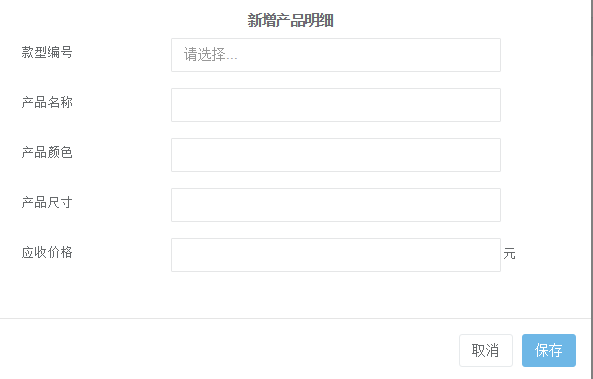 新增产品明细
款型编号 请选择...
产品名称
产品颜色
产品尺寸
应收价格 元
取消 保存